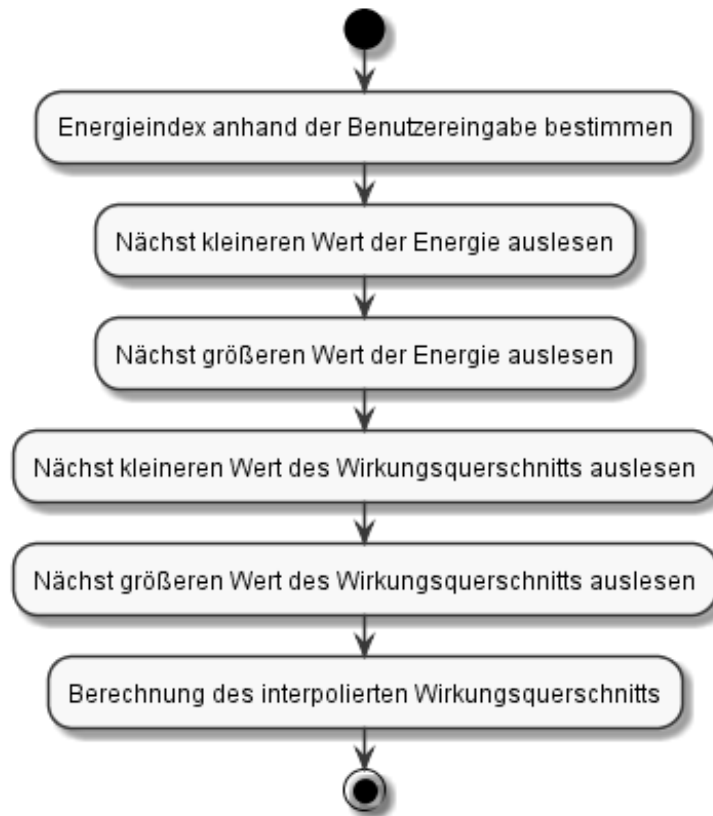 Energieindex anhand der Benutzereingabe bestimmen
Nächst kleineren Wert der Energie auslesen
Nächst größeren Wert der Energie auslesen
Nächst kleineren Wert des Wirkungsquerschnitts auslesen
Nächst größeren Wert des Wirkungsquerschnitts auslesen
Berechnung des interpolierten Wirkungsquerschnitts